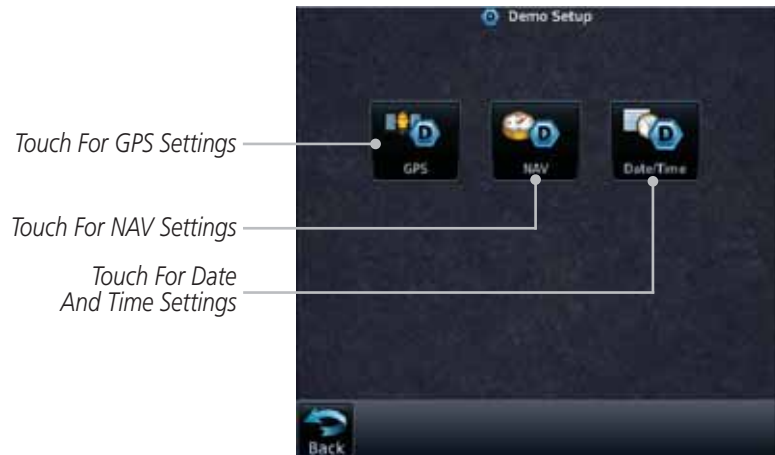 D Demo Setup
Touch For GPS Settings
D
GPS
D
NAV
D
Date/Time
Touch For NAV Settings
Touch For Date
And Time Settings
Back